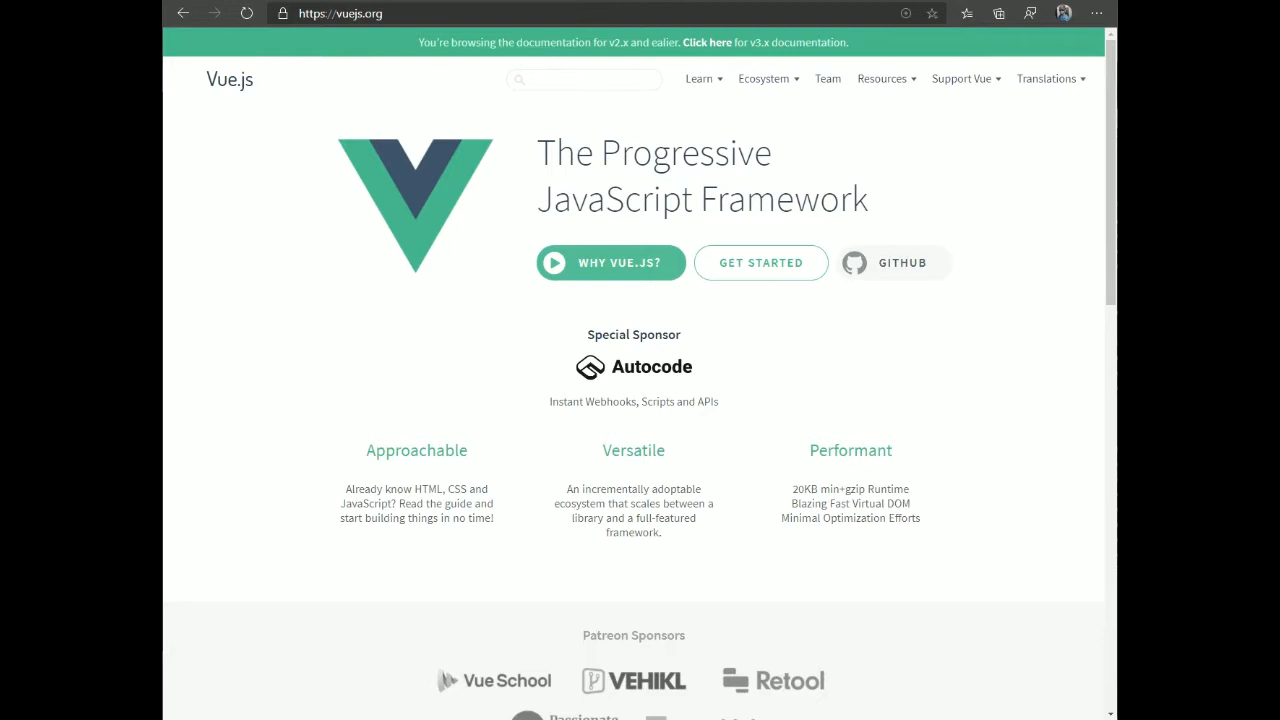 https://vuejs.org
You're browsing the documentation for v2.x and ealier. Click here for v3.x documentation.
Vue.js
Learn Ecosystem Team Resources Support Vue Translations
The Progressive
JavaScript Framework
WHY VUE.JS? GET STARTED GITHUB
Special Sponsor
Autocode
Instant Webhooks, Scripts and APIs
Approachable Versatile Performant
Already know HTML, CSS and
JavaScript? Read the guide and
start building things in no time!
An incrementally adoptable
ecosystem that scales between a
library and a full-featured
framework.
20KB min+gzip Runtime
Blazing Fast Virtual DOM
Minimal Optimization Efforts
Patreon Sponsors
Vue School VEHIKL Retool
Passionate